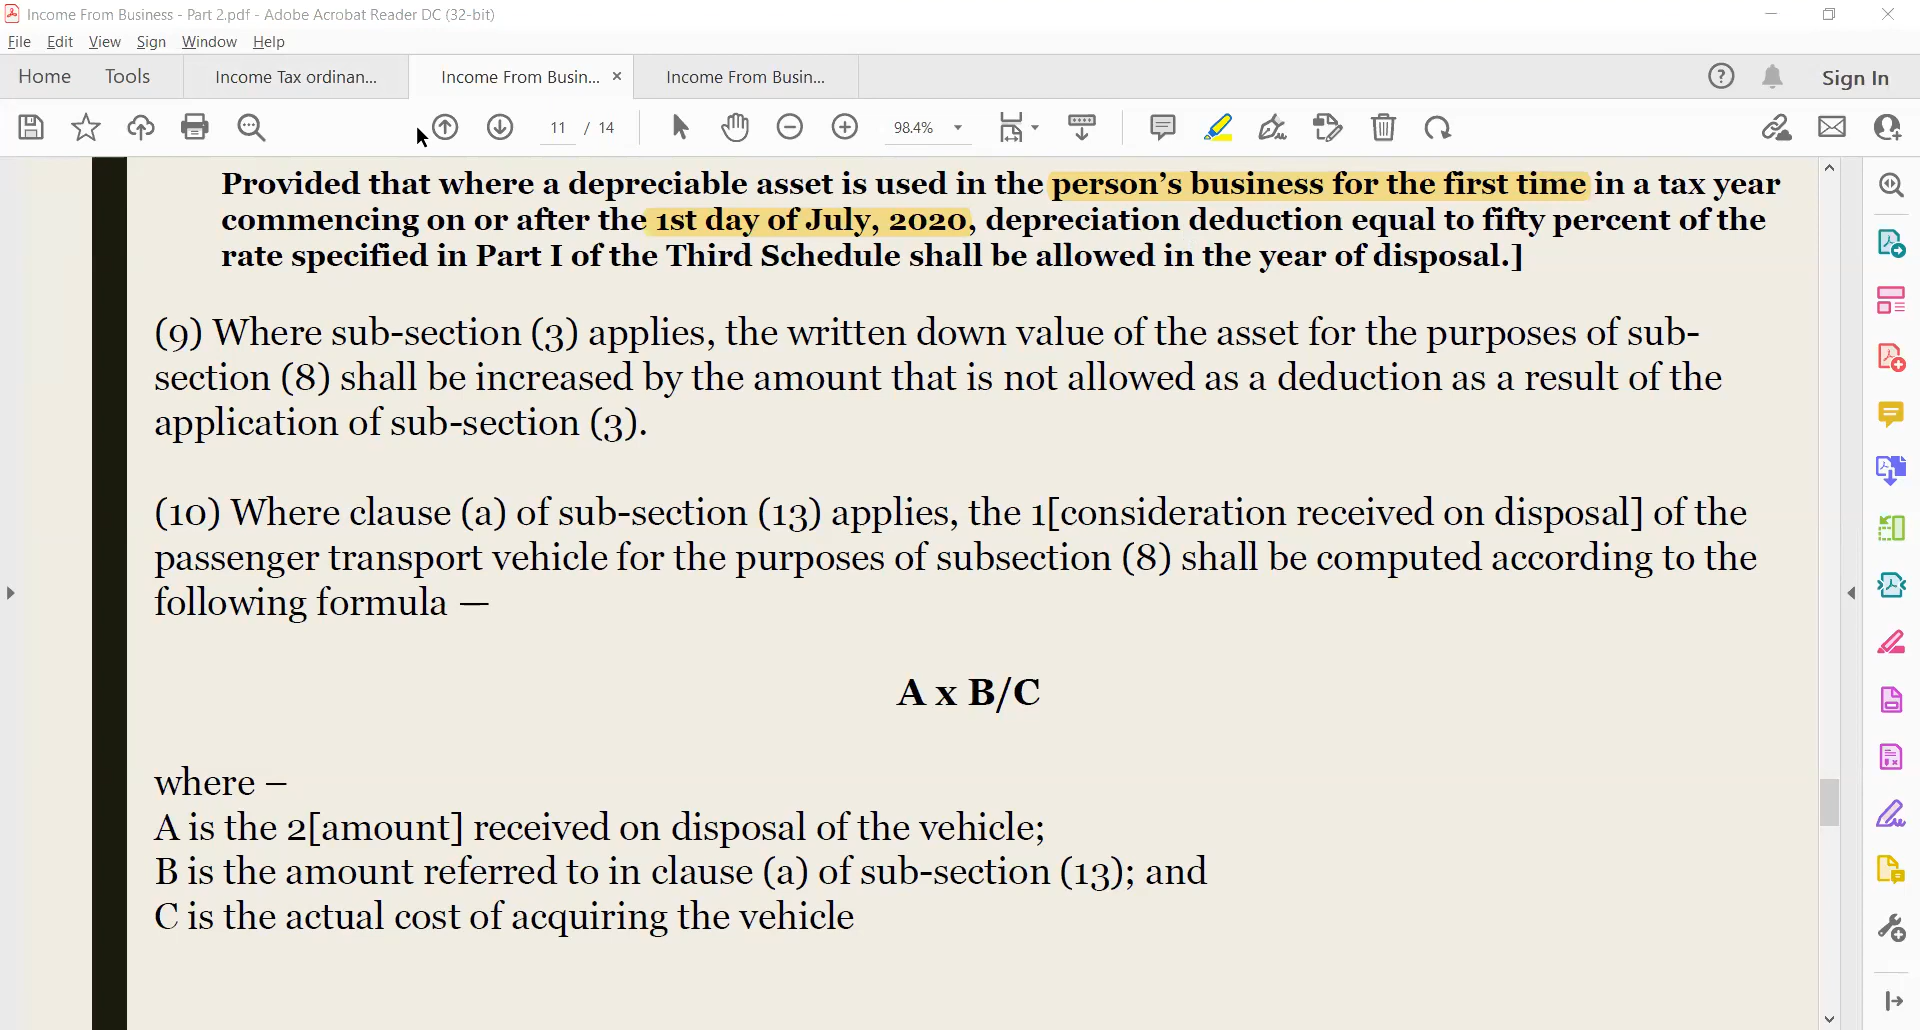 Income From Business - Part 2.pdf - Adobe Acrobat Reader DC (32-bit)
File Edit View Sign Window Help
Home Tools Income Tax ordinan... Income From Busin... × Income From Busin... Sign In
11 / 14 98.4%
Provided that where a depreciable asset is used in the person’s business for the first time in a tax year
commencing on or after the 1st day of July, 2020, depreciation deduction equal to fifty percent of the
rate specified in Part I of the Third Schedule shall be allowed in the year of disposal.]
(9) Where sub-section (3) applies, the written down value of the asset for the purposes of sub-
section (8) shall be increased by the amount that is not allowed as a deduction as a result of the
application of sub-section (3).
(10) Where clause (a) of sub-section (13) applies, the 1[consideration received on disposal] of the
passenger transport vehicle for the purposes of subsection (8) shall be computed according to the
following formula —
A x B/C
where –
A is the 2[amount] received on disposal of the vehicle;
B is the amount referred to in clause (a) of sub-section (13); and
C is the actual cost of acquiring the vehicle